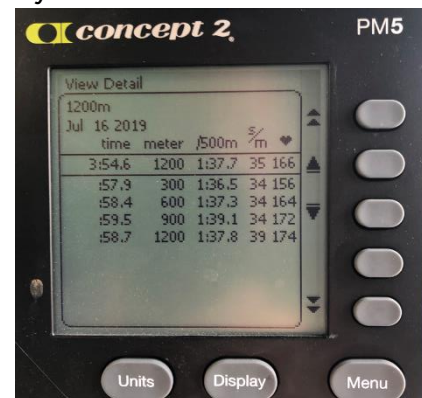 concept 2. PM5
View Detail
1200m
Jul 16 2019
time meter /500m s/m ♥
3:54.6 1200 1:37.7 35 166
:57.9 300 1:36.5 34 156
:58.4 600 1:37.3 34 164
:59.5 900 1:39.1 34 172
:58.7 1200 1:37.8 39 174
Units Display Menu